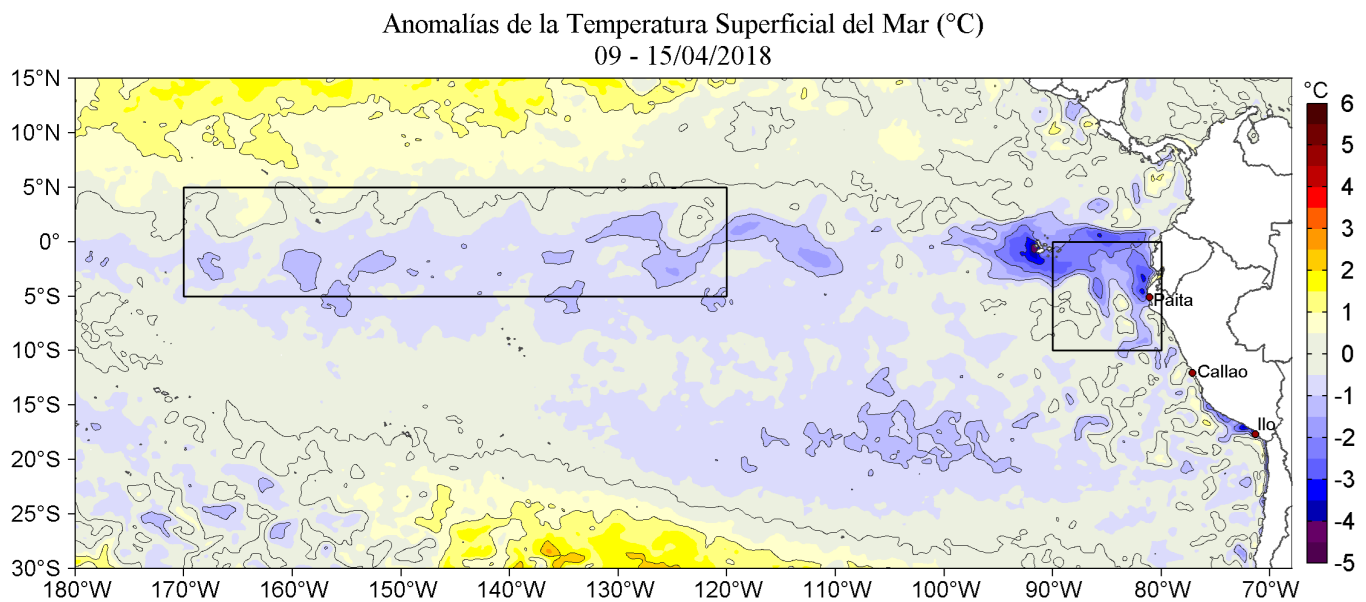 Anomalías de la Temperatura Superficial del Mar (°C)
09 - 15/04/2018
15°N
10°N
5°N
0°
5°S
10°S
15°S
20°S
25°S
30°S
180°W
170°W
160°W
150°W
140°W
130°W
120°W
110°W
100°W
90°W
80°W
70°W
Paita
Callao
Ilo
°C
6
5
4
3
2
1
0
-1
-2
-3
-4
-5